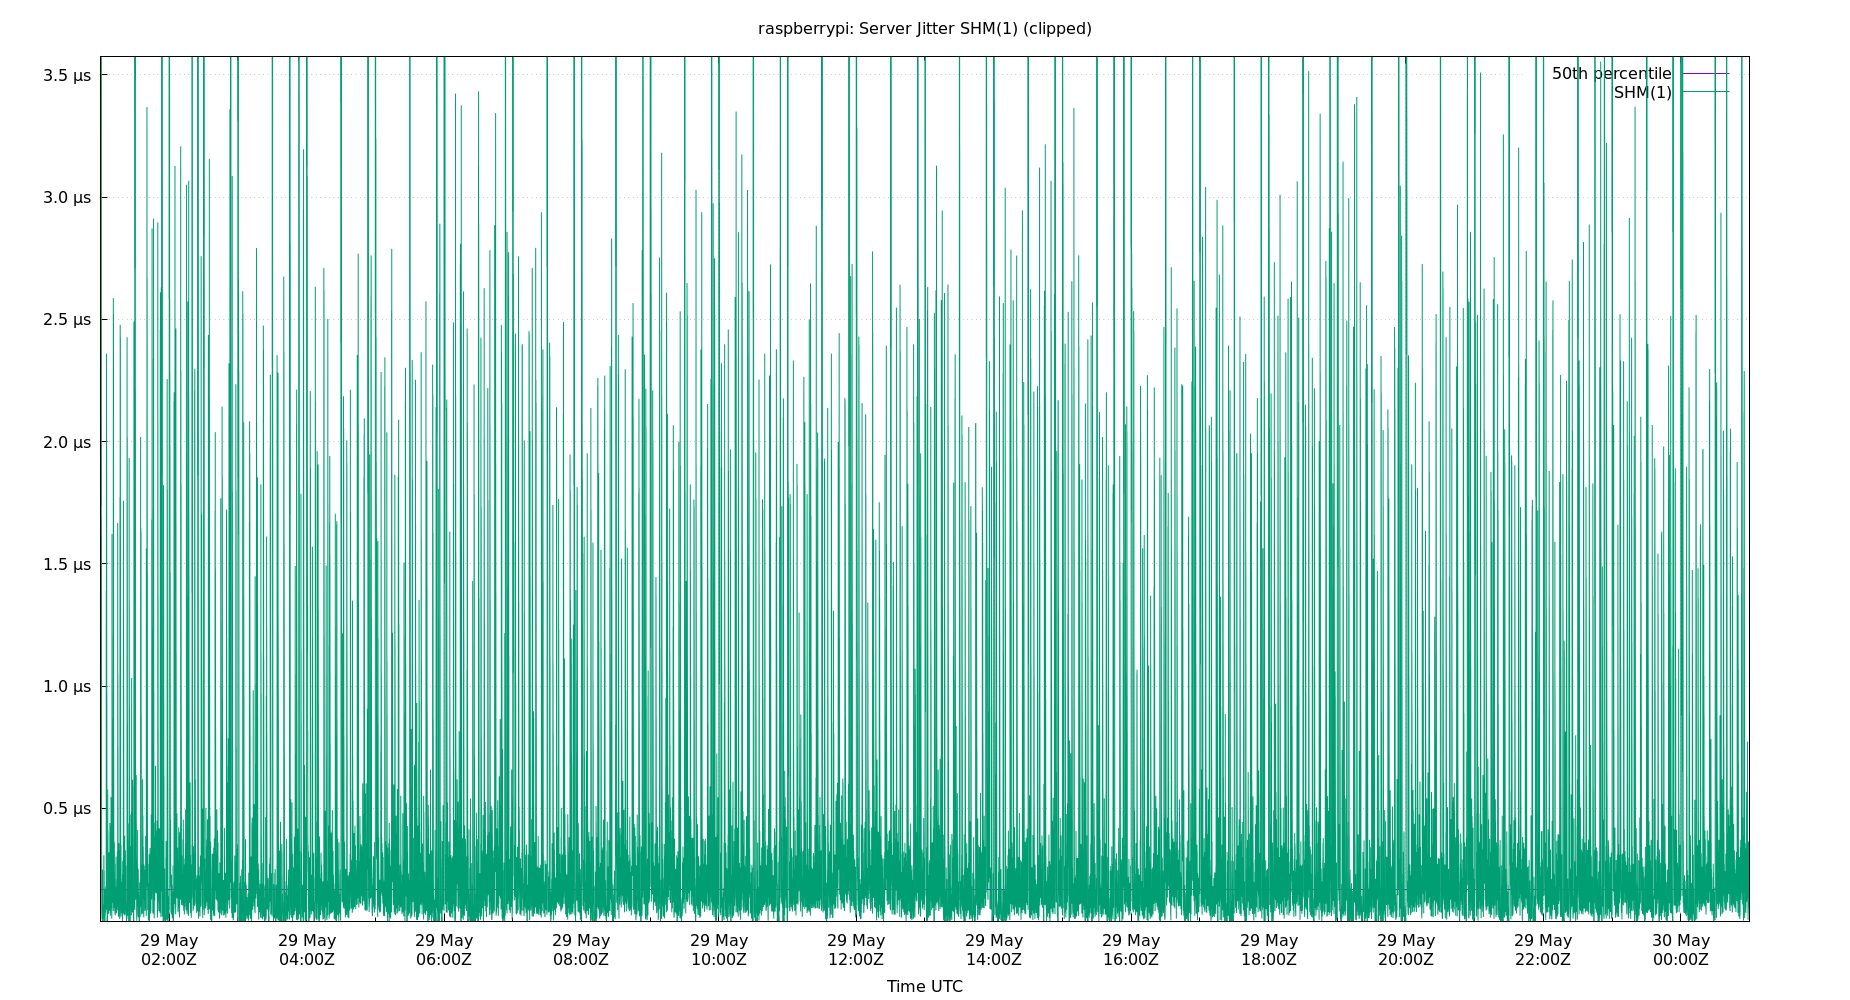 raspberrypi: Server Jitter SHM(1) (clipped)
3.5 µs
3.0 µs
2.5 µs
2.0 µs
1.5 µs
1.0 µs
0.5 µs
50th percentile
SHM(1)
29 May 29 May 29 May 29 May 29 May 29 May 29 May 29 May 29 May 29 May 29 May 30 May
02:00Z 04:00Z 06:00Z 08:00Z 10:00Z 12:00Z 14:00Z 16:00Z 18:00Z 20:00Z 22:00Z 00:00Z
Time UTC